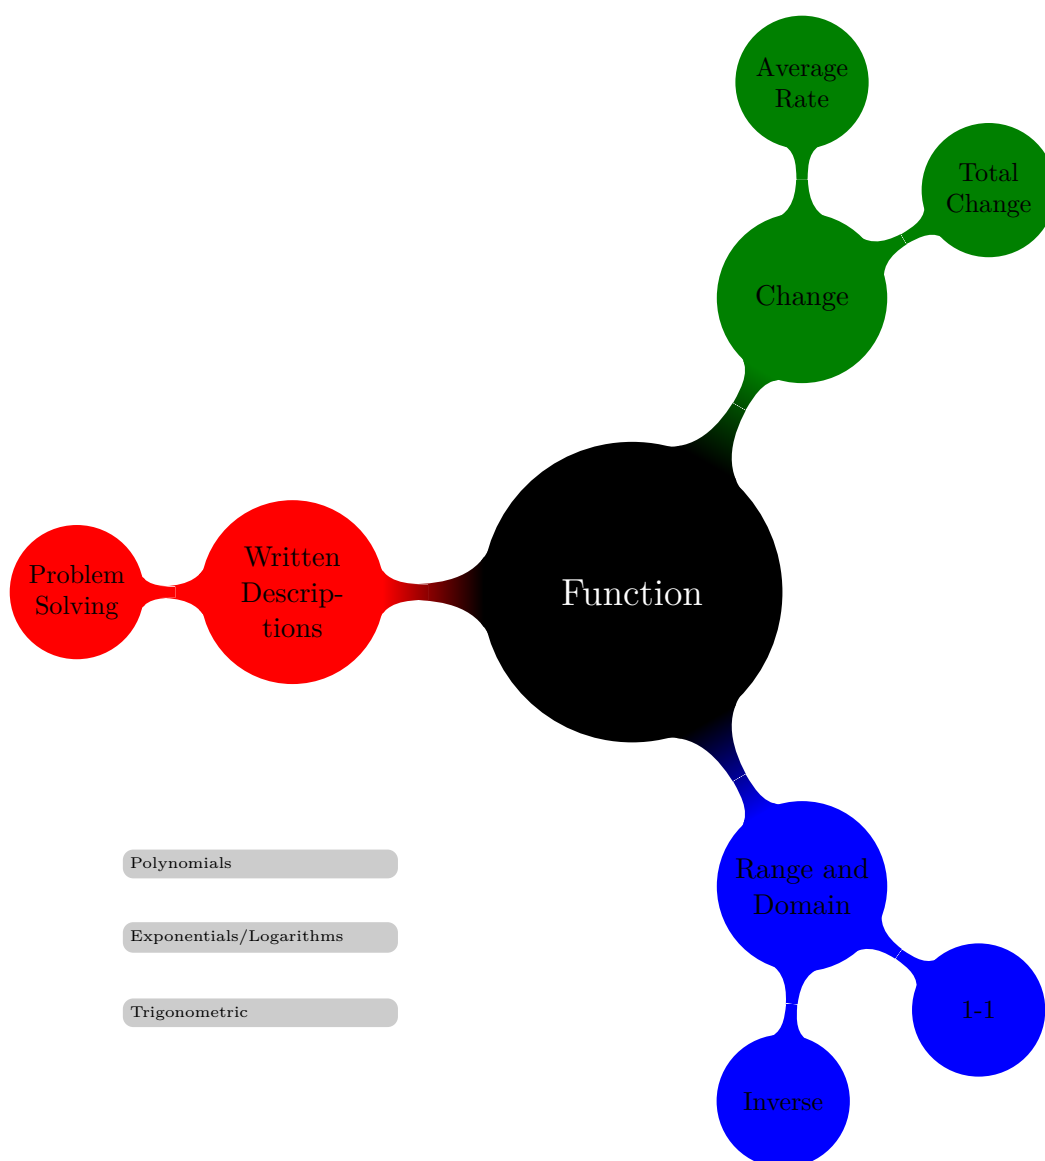 Average
Rate
Total
Change
Change
Written
Descrip-
tions
Problem
Solving
Function
Polynomials
Exponentials/Logarithms
Trigonometric
Range and
Domain
1-1
Inverse